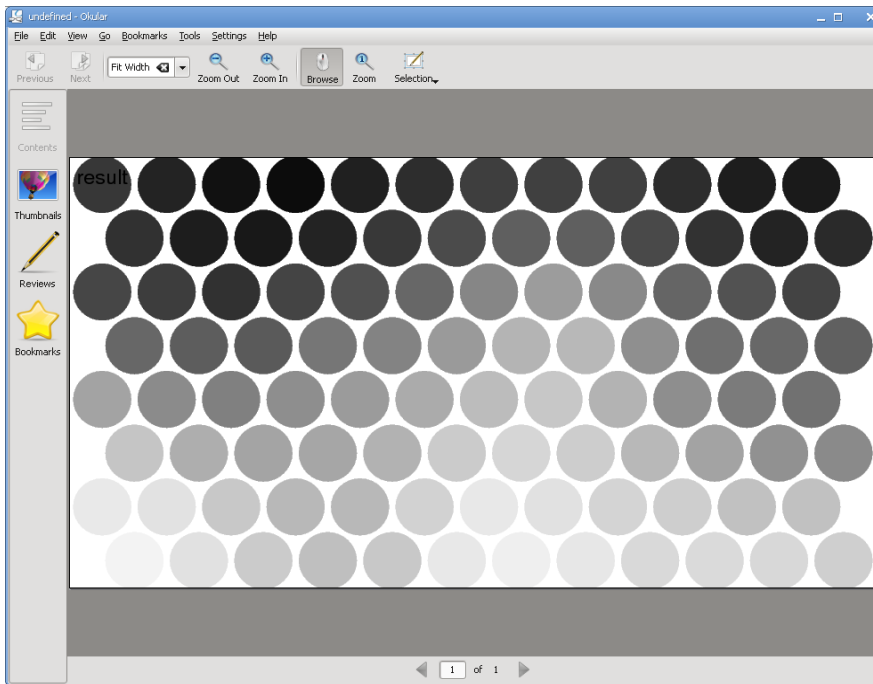 undefined - Okular
File Edit View Go Bookmarks Tools Settings Help
Previous Next Fit Width Zoom Out Zoom In Browse Zoom Selection
Contents
result
Thumbnails
Reviews
Bookmarks
1 of 1